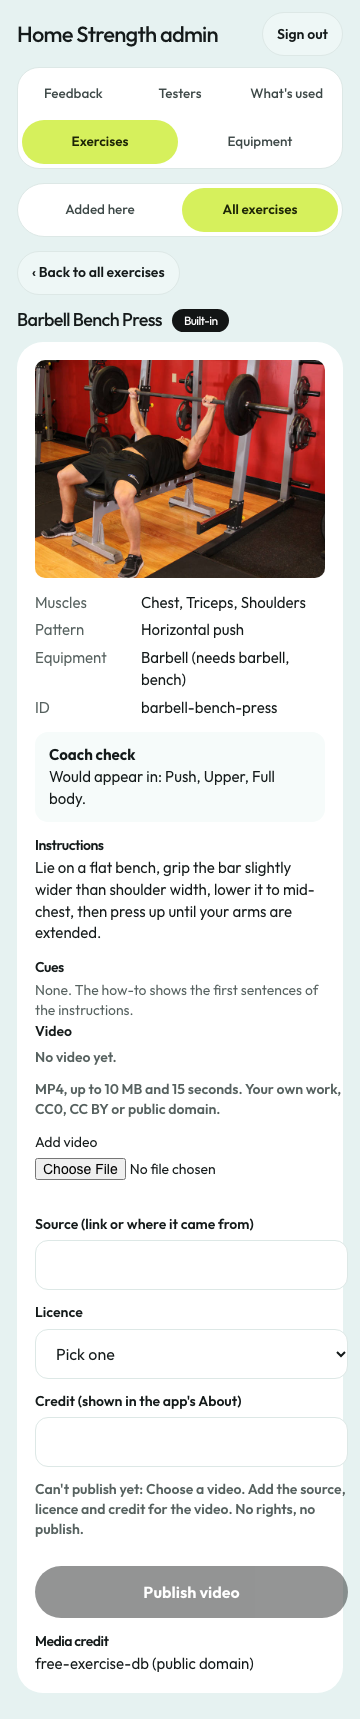 Home Strength admin
Sign out
Feedback
Testers
What's used
Exercises
Equipment
Added here
All exercises
‹ Back to all exercises
Barbell Bench Press
Built-in
Muscles
Chest, Triceps, Shoulders
Pattern
Horizontal push
Equipment
Barbell (needs barbell,
bench)
ID
barbell-bench-press
Coach check
Would appear in: Push, Upper, Full
body.
Instructions
Lie on a flat bench, grip the bar slightly
wider than shoulder width, lower it to mid-
chest, then press up until your arms are
extended.
Cues
None. The how-to shows the first sentences of
the instructions.
Video
No video yet.
MP4, up to 10 MB and 15 seconds. Your own work,
CC0, CC BY or public domain.
Add video
Choose File
No file chosen
Source (link or where it came from)
Licence
Pick one
Credit (shown in the app's About)
Can't publish yet: Choose a video. Add the source,
licence and credit for the video. No rights, no
publish.
Publish video
Media credit
free-exercise-db (public domain)